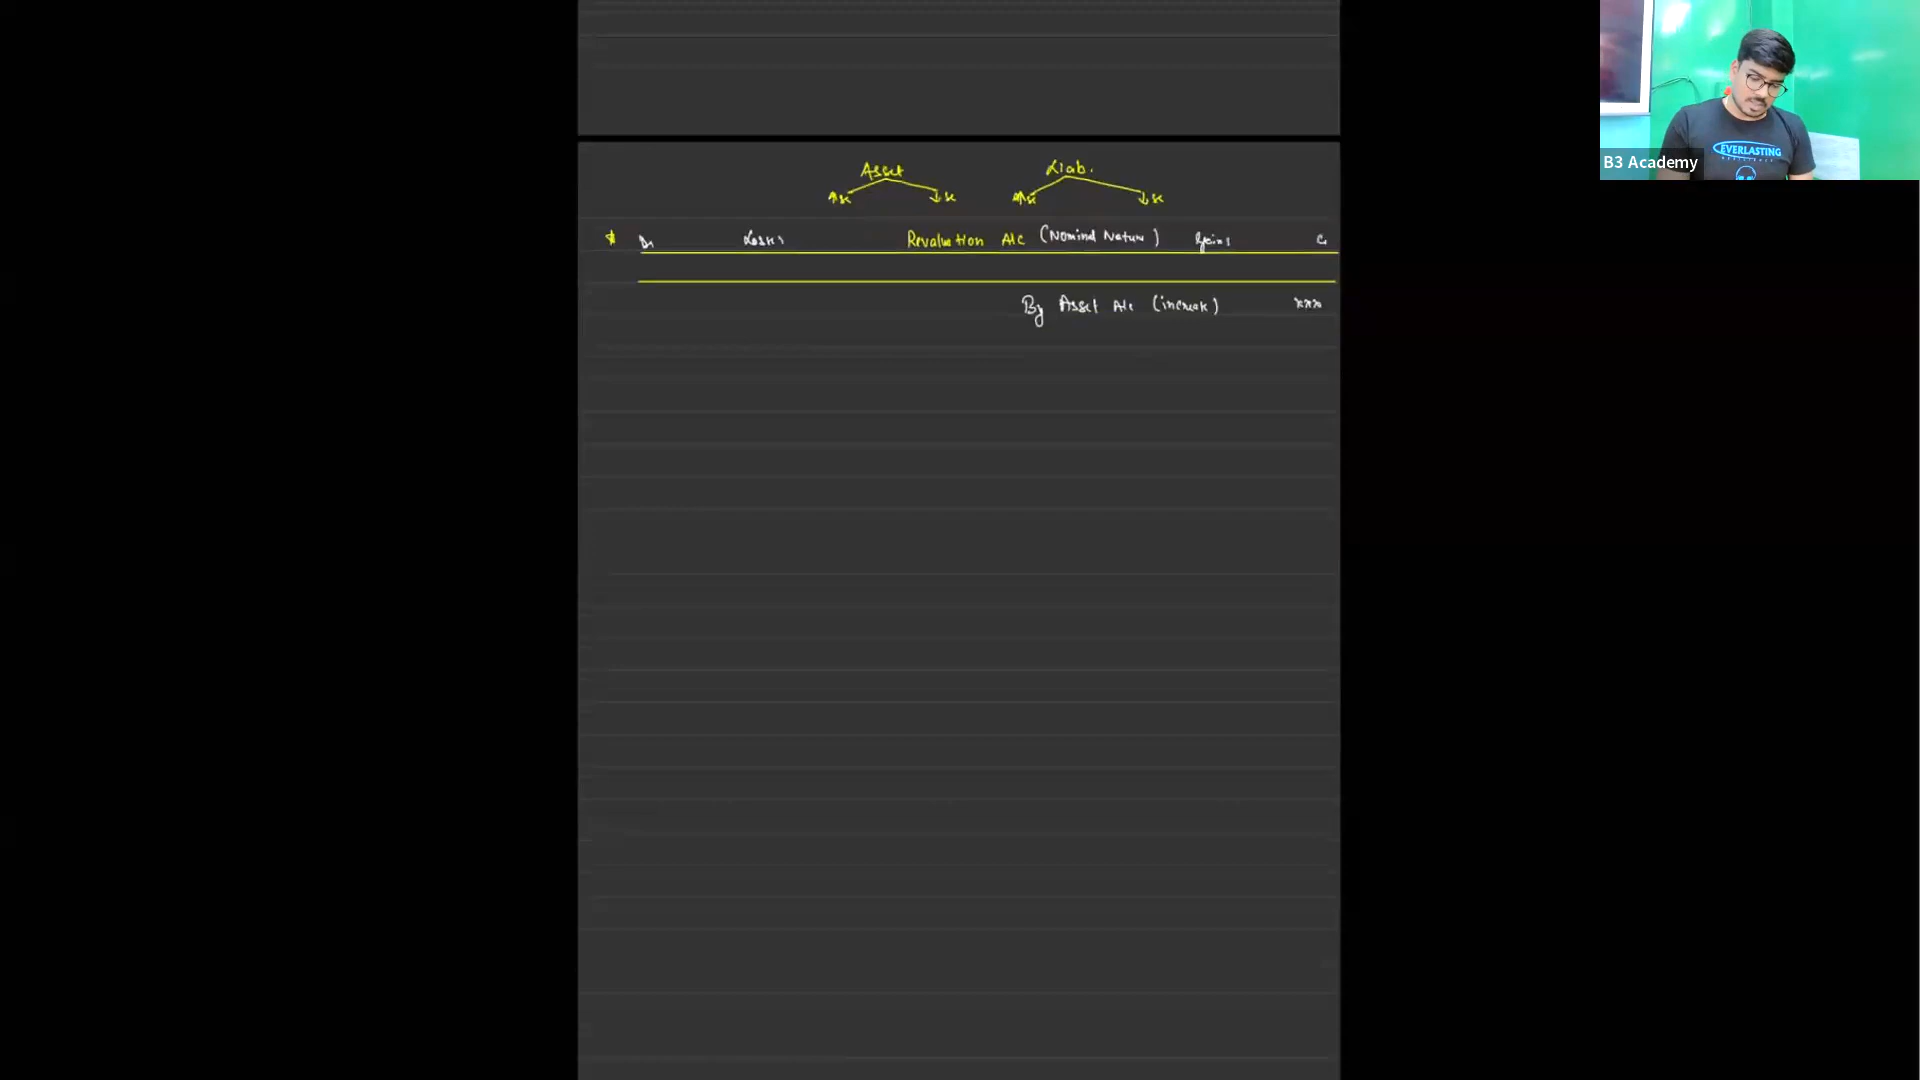 Asset Liab.
↑se ↓se ↑se ↓se
* Dr Losses Revaluation A/c (Nominal Nature) Gains Cr
By Asset A/c (increase) xxx
EVERLASTING
B3 Academy